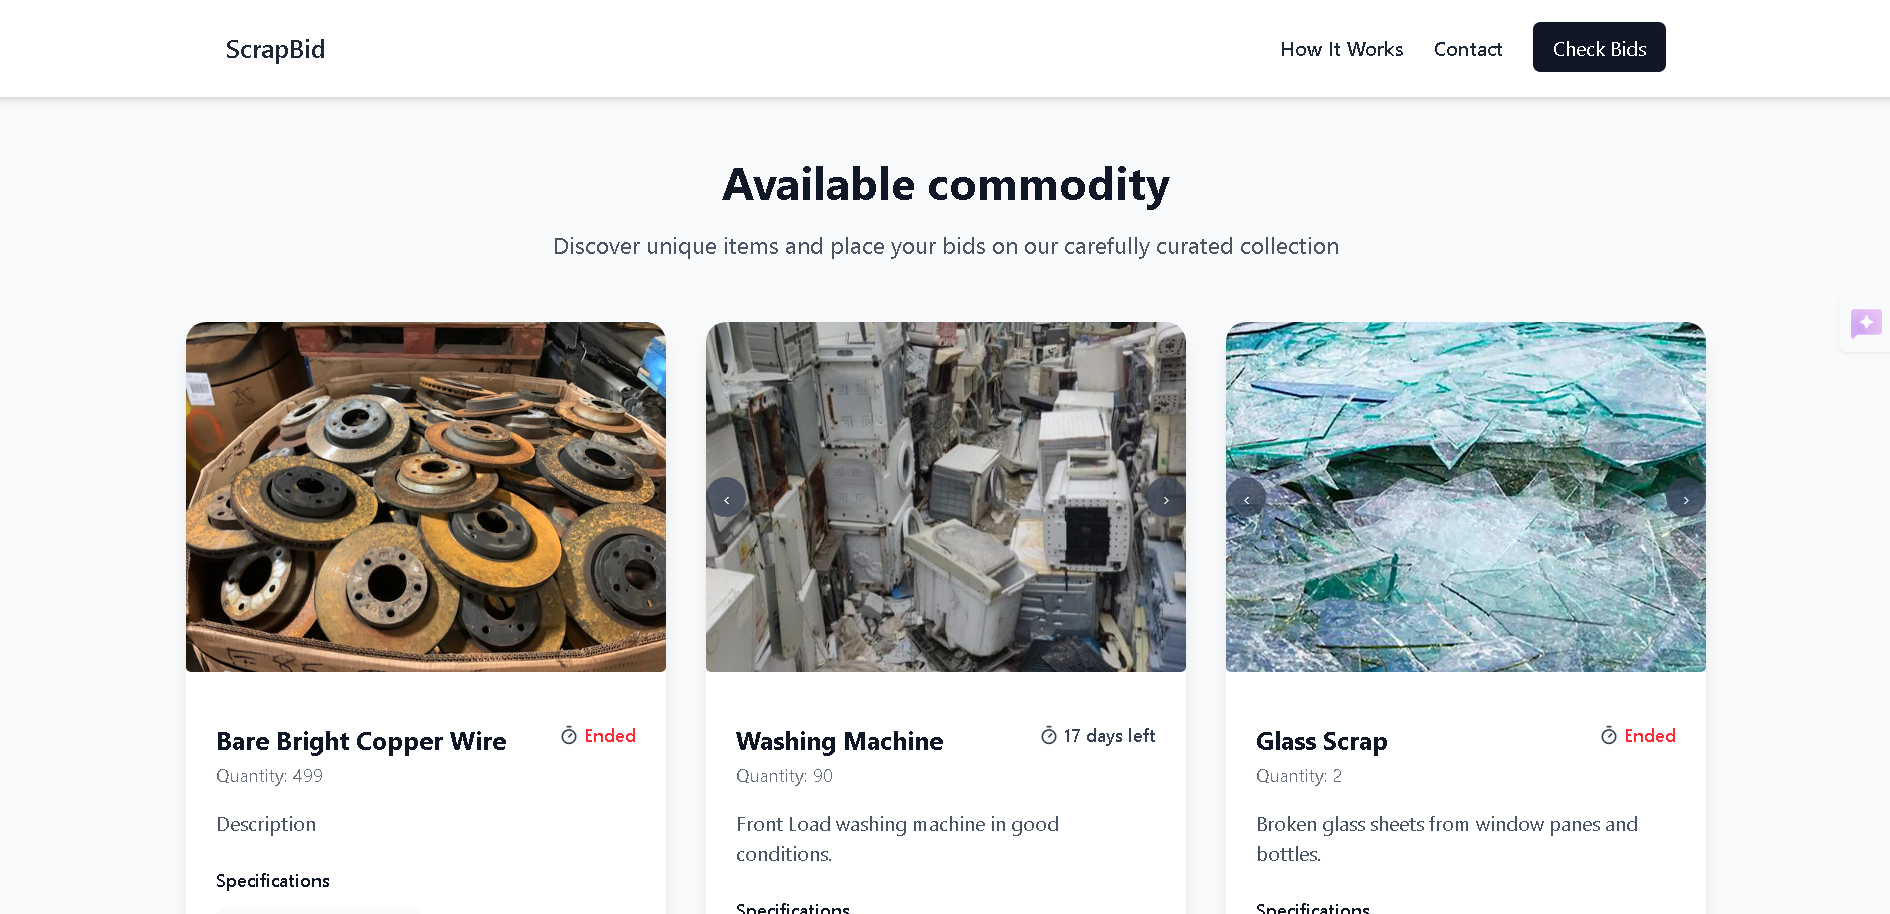 ScrapBid
How It Works
Contact
Check Bids
Available commodity
Discover unique items and place your bids on our carefully curated collection
Bare Bright Copper Wire
Ended
Quantity: 499
Description
Specifications
Washing Machine
17 days left
Quantity: 90
Front Load washing machine in good
conditions.
Specifications
Glass Scrap
Ended
Quantity: 2
Broken glass sheets from window panes and
bottles.
Specifications